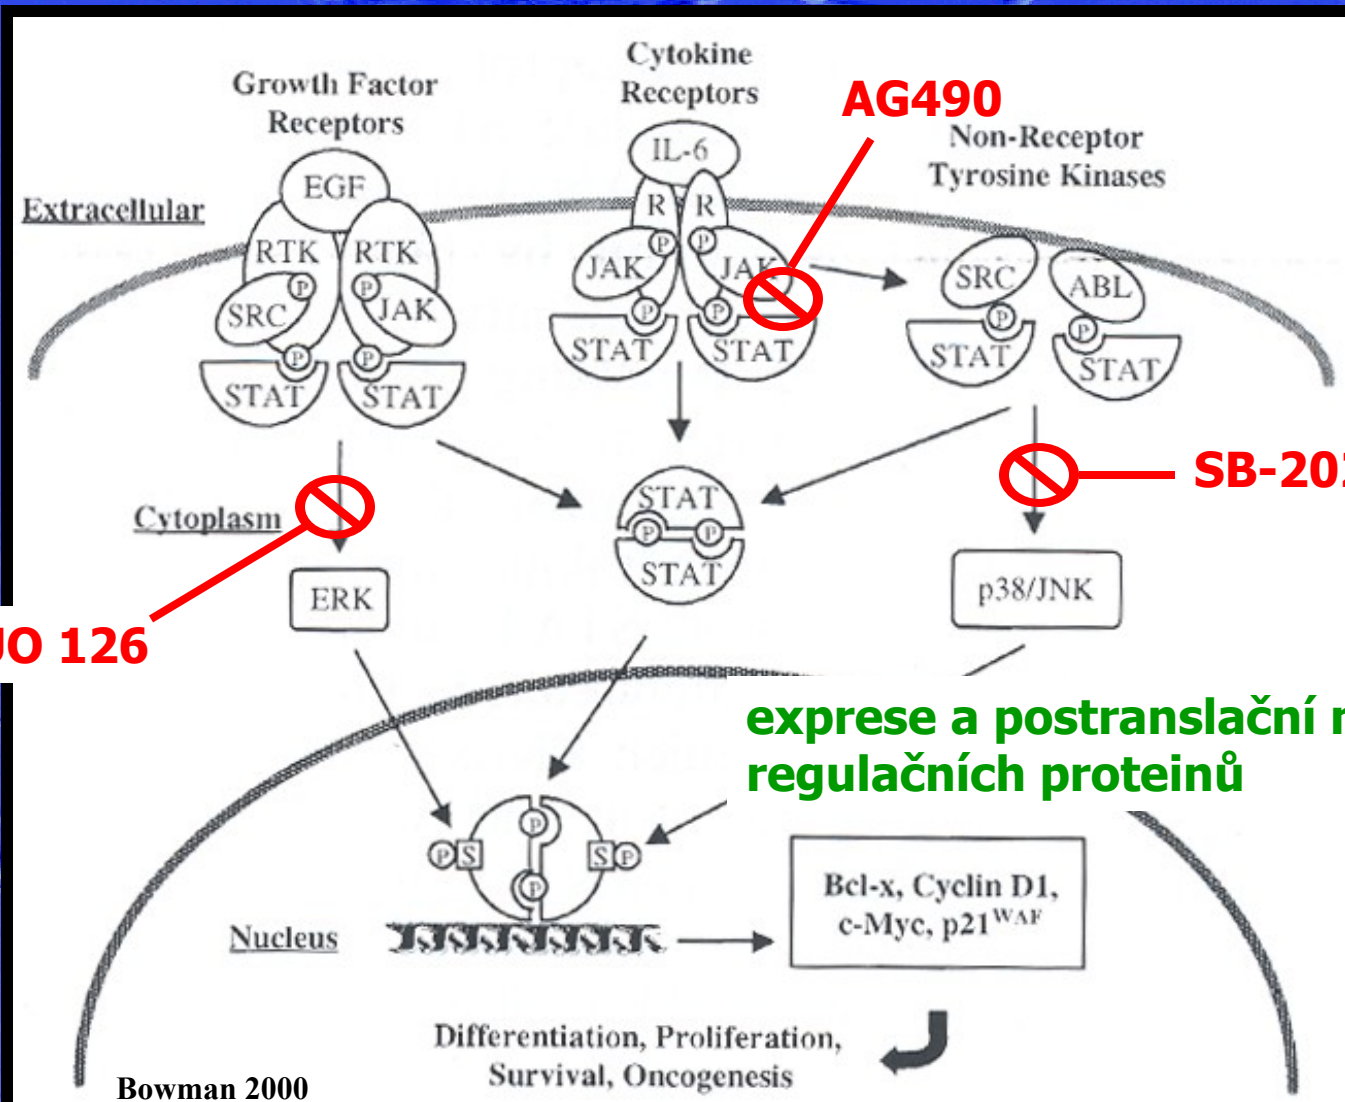 Growth Factor
Receptors
Cytokine
Receptors
AG490
Non-Receptor
Tyrosine Kinases
Extracellular
EGF
RTK
RTK
P
P
SRC
JAK
P
P
STAT
STAT
IL-6
R
R
P
P
JAK
JAK
P
P
STAT
STAT
SRC
ABL
P
P
STAT
STAT
Cytoplasm
STAT
P
P
STAT
SB-20
ERK
p38/JNK
O 126
exprese a postranslační
regulačních proteinů
P
P
S
S
P
P
Nucleus
Bcl-x, Cyclin D1,
c-Myc, p21WAF
Differentiation, Proliferation,
Survival, Oncogenesis
Bowman 2000